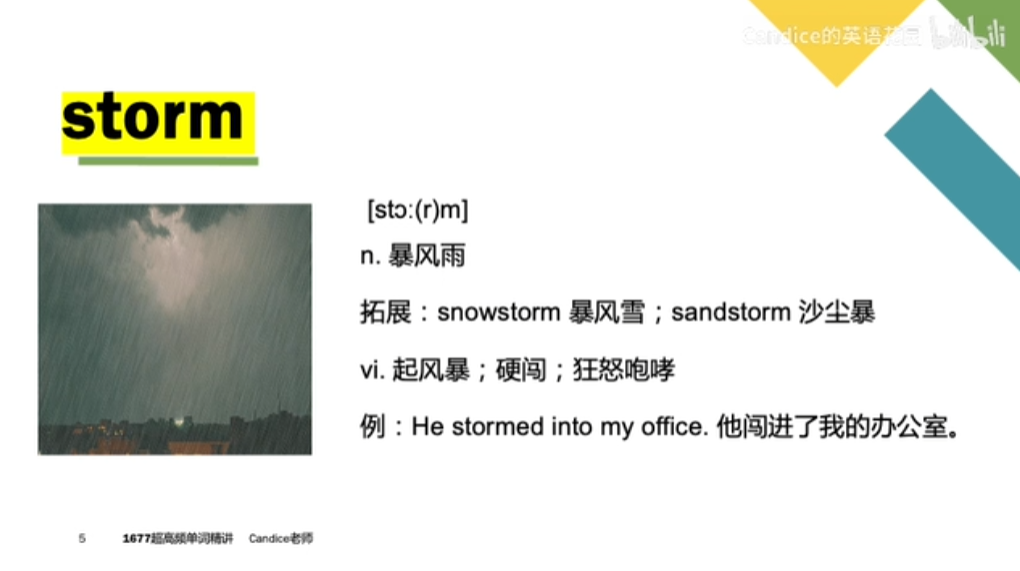 Candice的英语花园 bilibili
storm
[stɔː(r)m]
n. 暴风雨
拓展：snowstorm 暴风雪；sandstorm 沙尘暴
vi. 起风暴；硬闯；狂怒咆哮
例：He stormed into my office. 他闯进了我的办公室。
5 1677超高频单词精讲 Candice老师